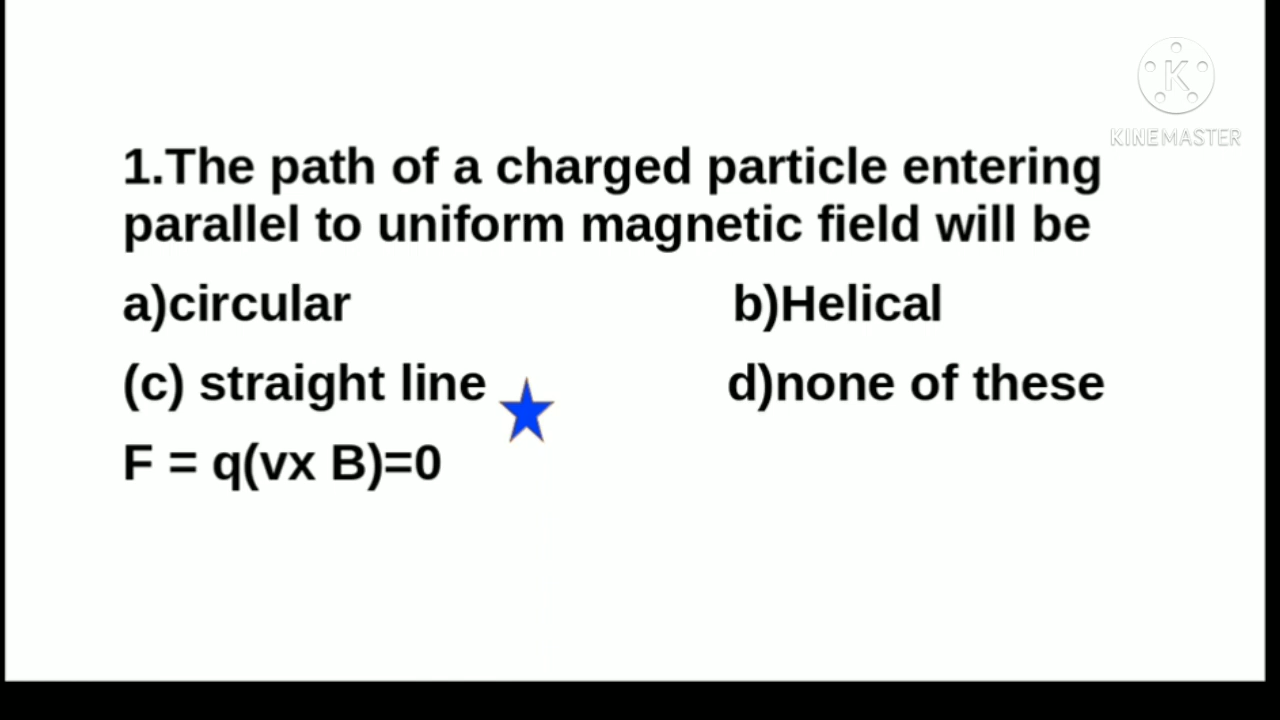 K
KINEMASTER
1.The path of a charged particle entering
parallel to uniform magnetic field will be
a)circular b)Helical
(c) straight line d)none of these
F = q(vx B)=0